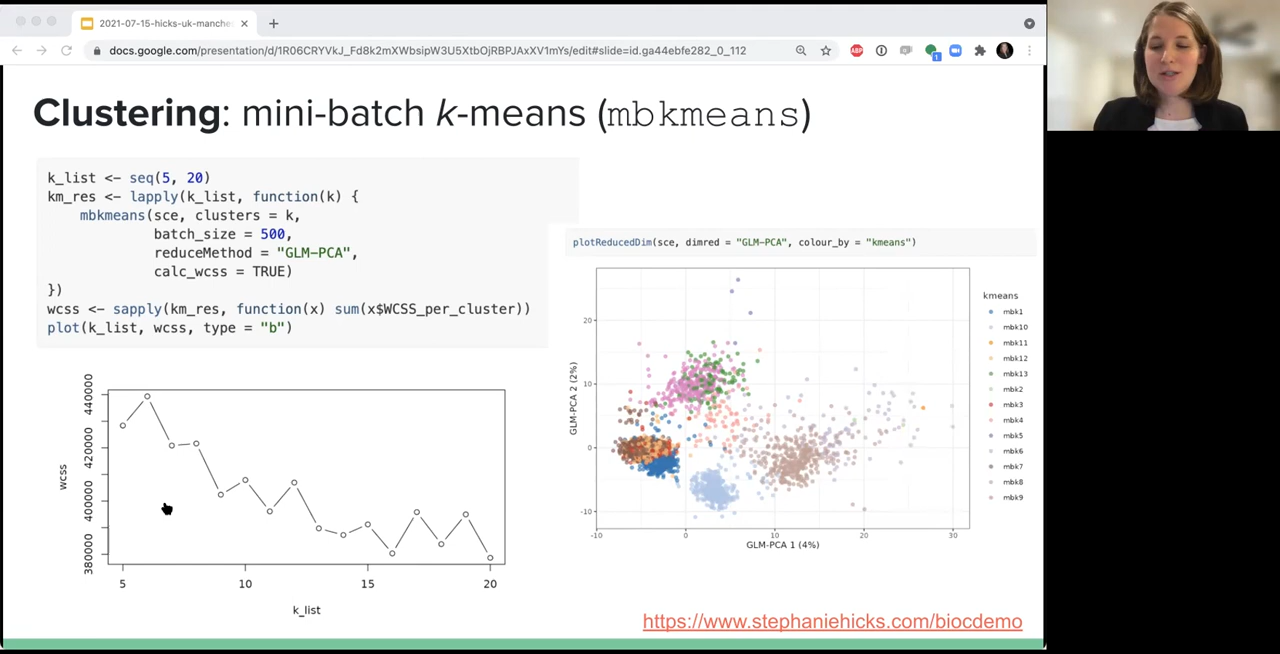 2021-07-15-hicks-uk-manche
docs.google.com/presentation/d/1R06CRYVkJ_Fd8k2mXWbsipW3U5XtbOjRBPJAxXV1mYs/edit#slide=id.ga44ebfe282_0_112
ABP
1
Clustering: mini-batch k-means (mbkmeans)
k_list <- seq(5, 20)
km_res <- lapply(k_list, function(k) {
mbkmeans(sce, clusters = k,
batch_size = 500,
reduceMethod = "GLM-PCA",
calc_wcss = TRUE)
})
wcss <- sapply(km_res, function(x) sum(x$WCSS_per_cluster))
plot(k_list, wcss, type = "b")
wcss
440000
420000
400000
380000
5 10 15 20
k_list
plotReducedDim(sce, dimred = "GLM-PCA", colour_by = "kmeans")
GLM-PCA 2 (2%)
20
10
0
-10
-10 0 10 20 30
GLM-PCA 1 (4%)
kmeans
mbk1
mbk10
mbk11
mbk12
mbk13
mbk2
mbk3
mbk4
mbk5
mbk6
mbk7
mbk8
mbk9
https://www.stephaniehicks.com/biocdemo